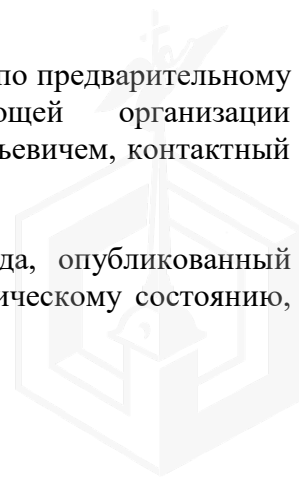 по предварительному
ющей организации
ьевичем, контактный
да, опубликованный
ическому состоянию,